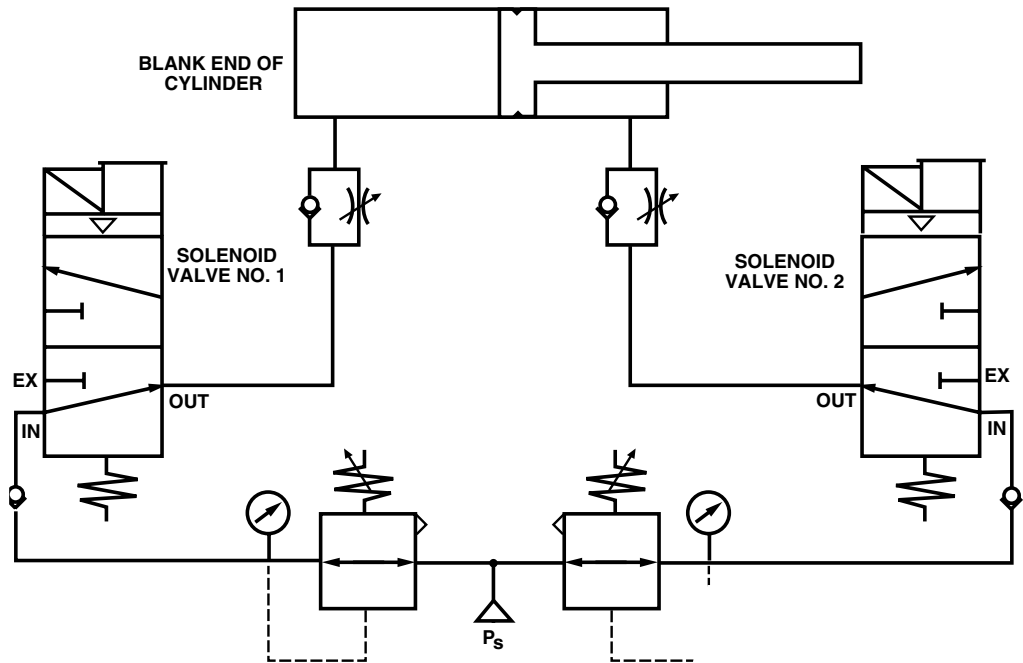 BLANK END OF
CYLINDER
SOLENOID
VALVE NO. 1
SOLENOID
VALVE NO. 2
EX
OUT
IN
EX
OUT
IN
PS